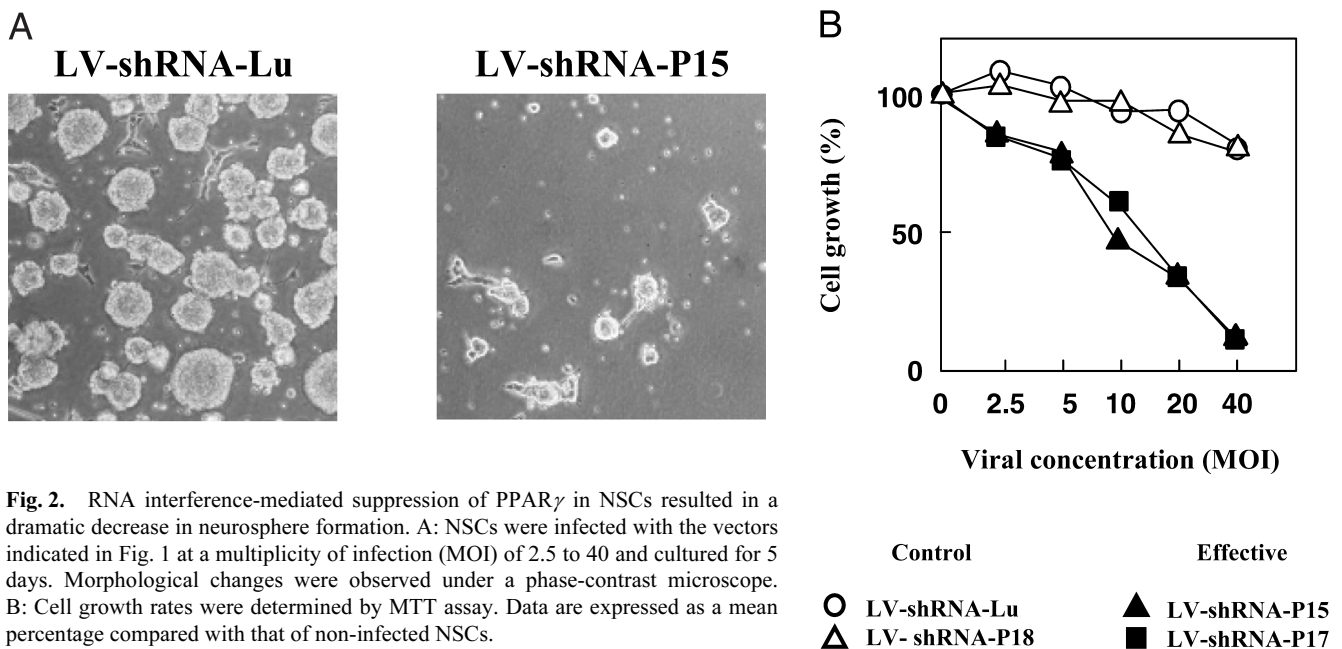 A
LV-shRNA-Lu
LV-shRNA-P15
B
100
50
0
Cell growth (%)
0 2.5 5 10 20 40
Viral concentration (MOI)
Control
Effective
LV-shRNA-Lu
LV- shRNA-P18
LV-shRNA-P15
LV-shRNA-P17
Fig. 2. RNA interference-mediated suppression of PPARγ in NSCs resulted in a
dramatic decrease in neurosphere formation. A: NSCs were infected with the vectors
indicated in Fig. 1 at a multiplicity of infection (MOI) of 2.5 to 40 and cultured for 5
days. Morphological changes were observed under a phase-contrast microscope.
B: Cell growth rates were determined by MTT assay. Data are expressed as a mean
percentage compared with that of non-infected NSCs.